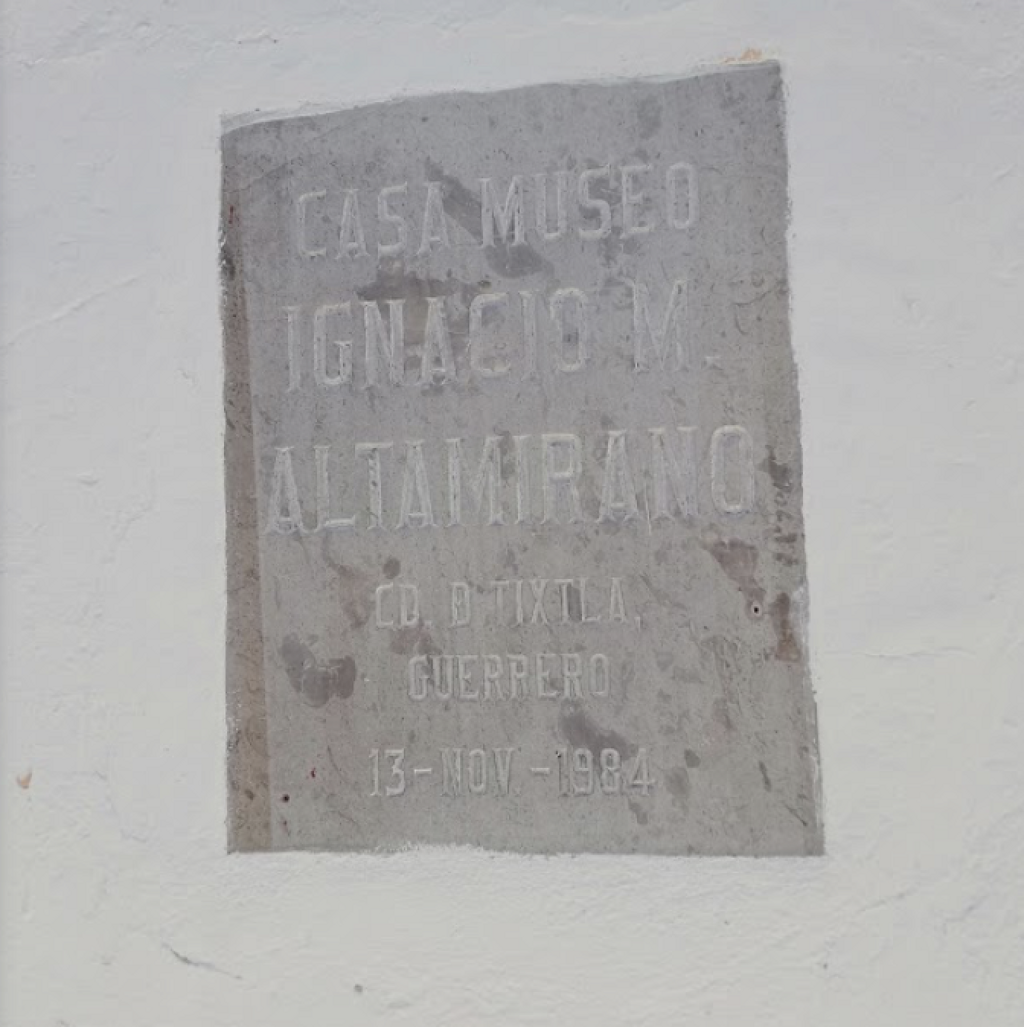 CASA MUSEO
IGNACIO M.
ALTAMIRANO
CD. D TIXTLA,
GUERRERO
13-NOV.-1984